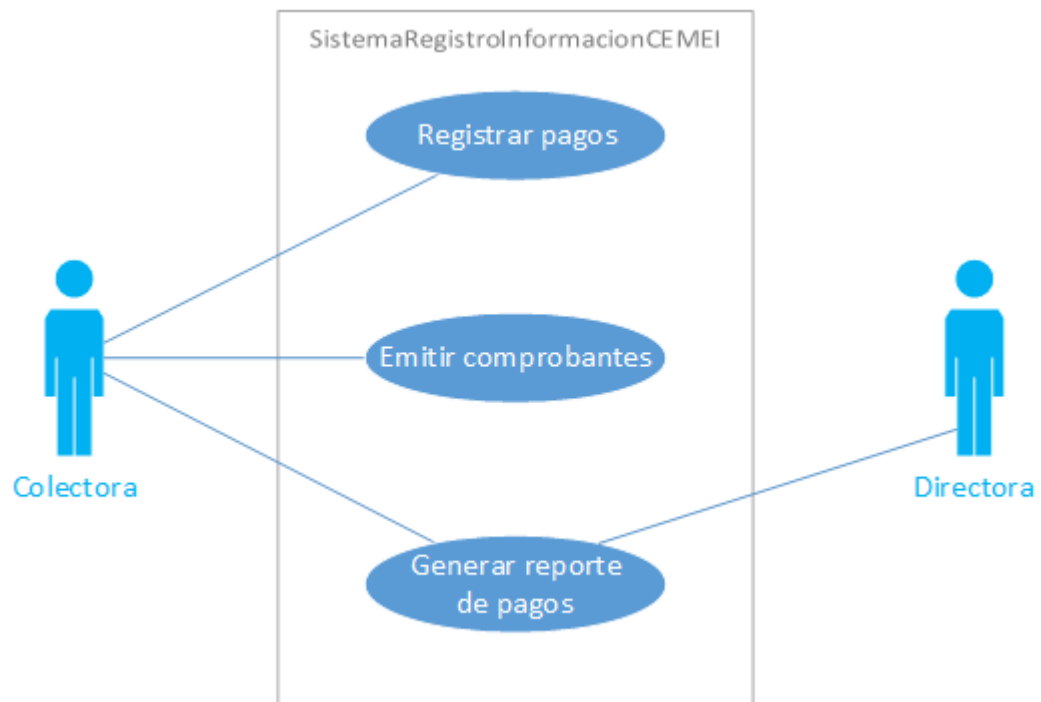 SistemaRegistroInformacionCEMEI
Registrar pagos
Emitir comprobantes
Colectora
Directora
Generar reporte
de pagos